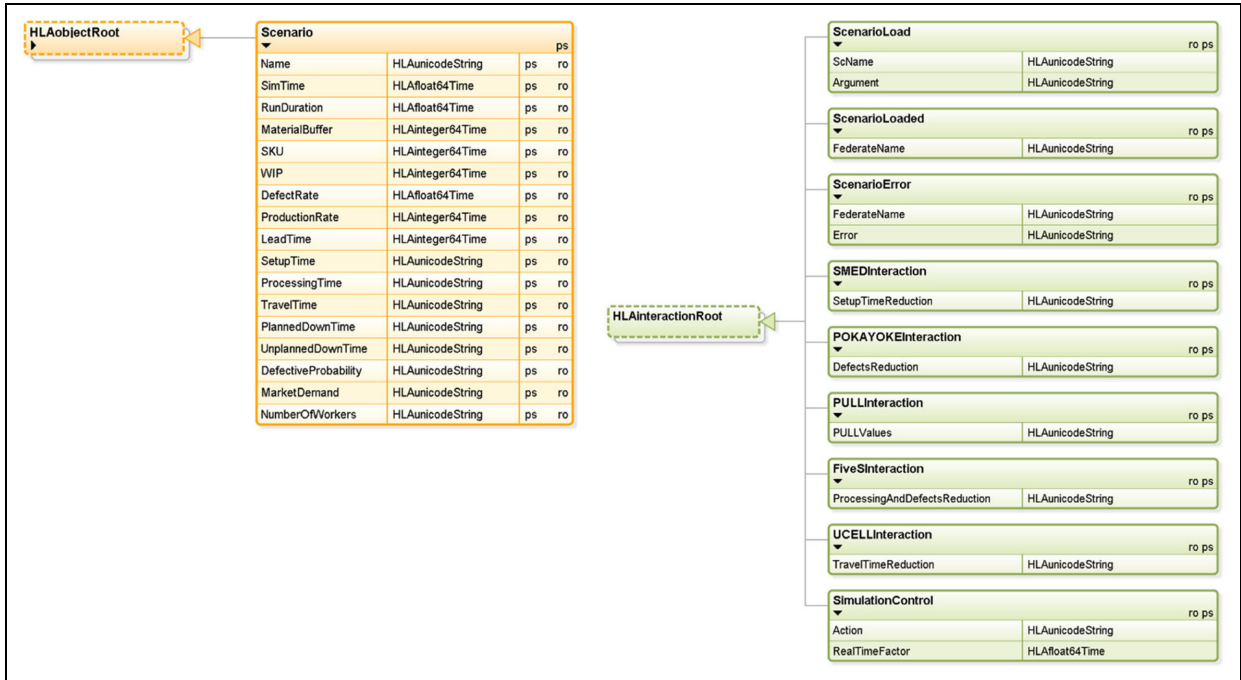 HLAobjectRoot
Scenario
ps
Name HLAunicodeString ps ro
SimTime HLAfloat64Time ps ro
RunDuration HLAfloat64Time ps ro
MaterialBuffer HLAinteger64Time ps ro
SKU HLAinteger64Time ps ro
WIP HLAinteger64Time ps ro
DefectRate HLAfloat64Time ps ro
ProductionRate HLAinteger64Time ps ro
LeadTime HLAinteger64Time ps ro
SetupTime HLAunicodeString ps ro
ProcessingTime HLAunicodeString ps ro
TravelTime HLAunicodeString ps ro
PlannedDownTime HLAunicodeString ps ro
UnplannedDownTime HLAunicodeString ps ro
DefectiveProbability HLAunicodeString ps ro
MarketDemand HLAunicodeString ps ro
NumberOfWorkers HLAunicodeString ps ro
HLAinteractionRoot
ScenarioLoad
ro ps
ScName HLAunicodeString
Argument HLAunicodeString
ScenarioLoaded
ro ps
FederateName HLAunicodeString
ScenarioError
ro ps
FederateName HLAunicodeString
Error HLAunicodeString
SMEDInteraction
ro ps
SetupTimeReduction HLAunicodeString
POKAYOKEInteraction
ro ps
DefectsReduction HLAunicodeString
PULLInteraction
ro ps
PULLValues HLAunicodeString
FiveSInteraction
ro ps
ProcessingAndDefectsReduction HLAunicodeString
UCELLInteraction
ro ps
TravelTimeReduction HLAunicodeString
SimulationControl
ro ps
Action HLAunicodeString
RealTimeFactor HLAfloat64Time